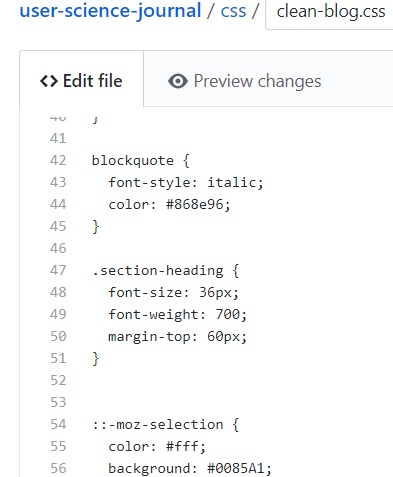 user-science-journal / css / clean-blog.css
<> Edit file Preview changes
40 }
41
42 blockquote {
43 font-style: italic;
44 color: #868e96;
45 }
46
47 .section-heading {
48 font-size: 36px;
49 font-weight: 700;
50 margin-top: 60px;
51 }
52
53
54 ::-moz-selection {
55 color: #fff;
56 background: #0085A1;